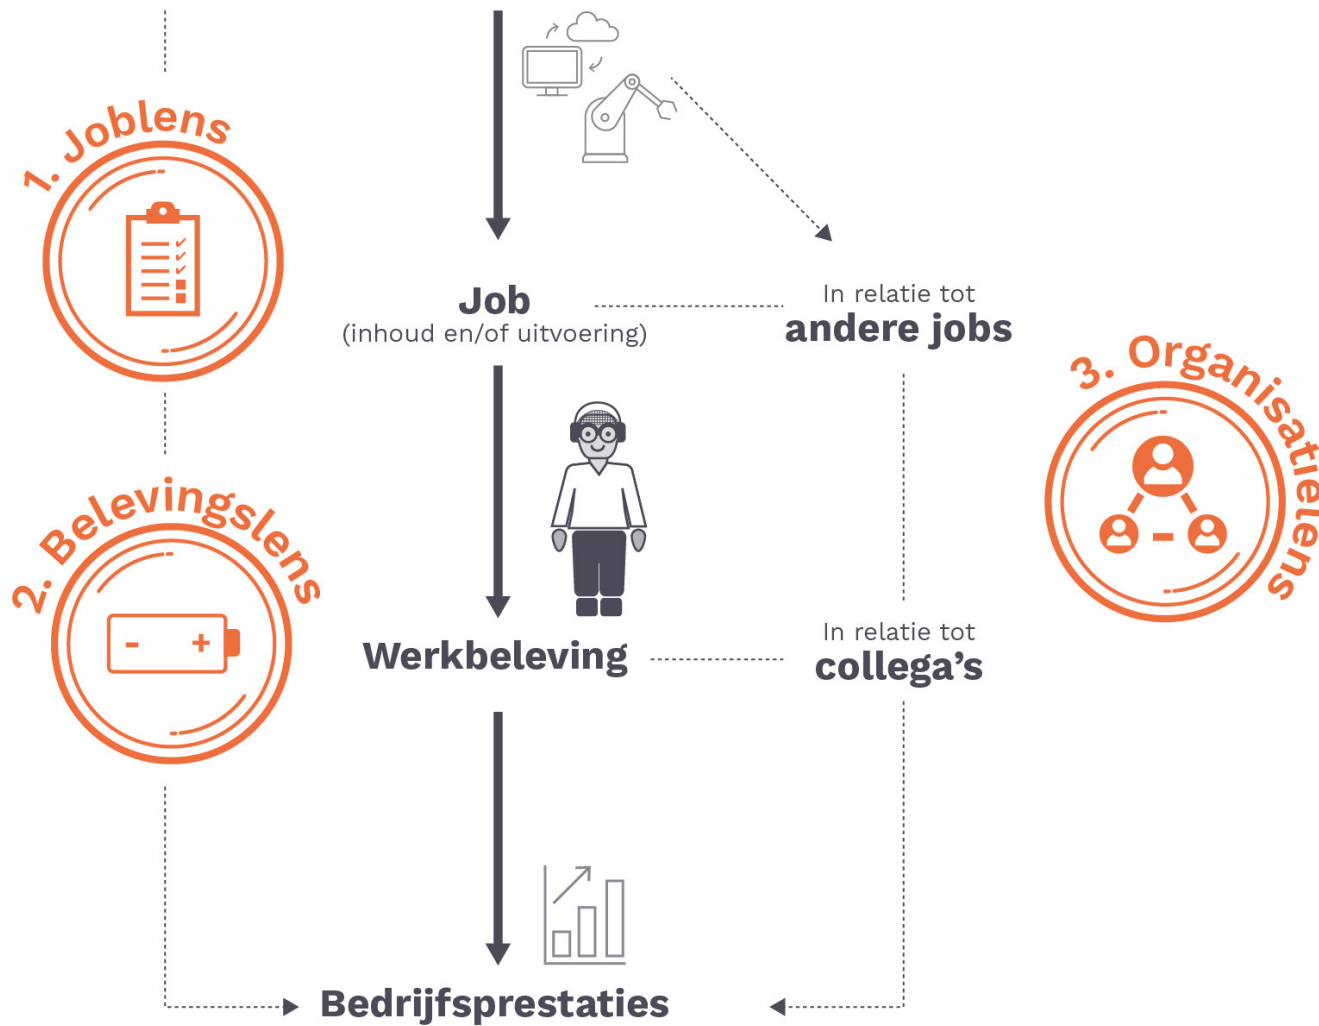 1. Joblens
Job
(inhoud en/of uitvoering)
In relatie tot
andere jobs
3. Organisatielens
2. Belevingslens
- +
Werkbeleving
In relatie tot
collega's
Bedrijfsprestaties